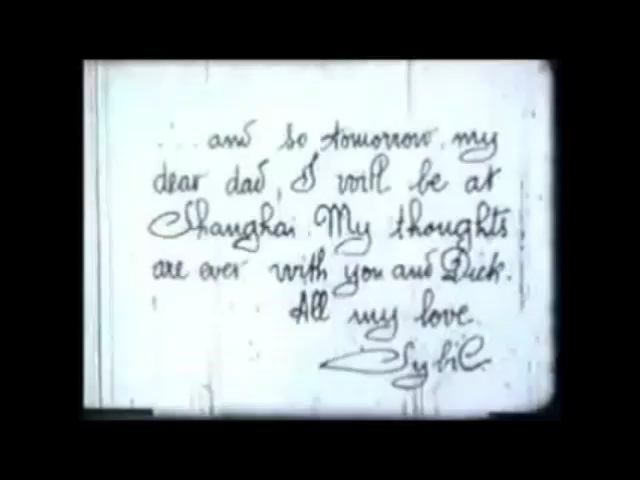 ... and so tomorrow, my
dear dad, I will be at
Shanghai. My thoughts
are ever with you and Dick.
All my love.
Sybil.